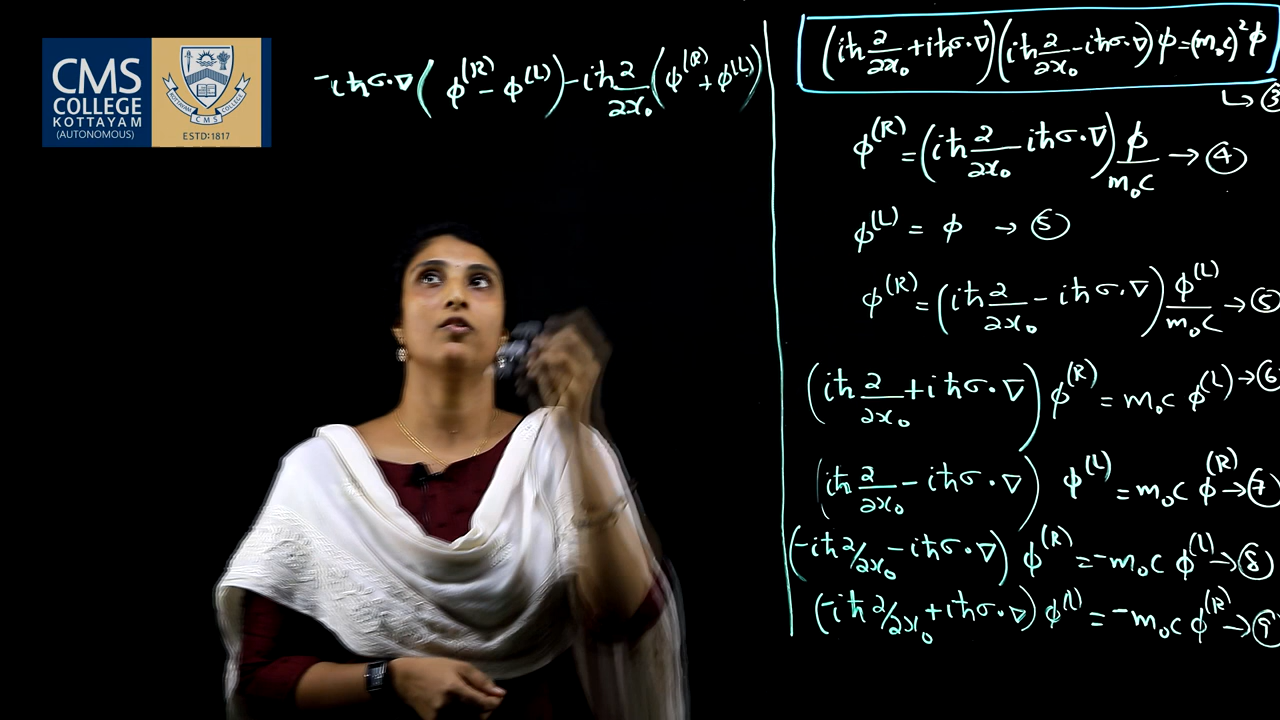 CMS
COLLEGE
KOTTAYAM
(AUTONOMOUS)
CMS
ESTD:1817
-iħσ·∇(ϕ^(R) - ϕ^(L)) - iħ ∂/∂x₀ (ϕ^(R) + ϕ^(L))
(iħ ∂/∂x₀ + iħσ·∇)(iħ ∂/∂x₀ - iħσ·∇)ϕ = (m₀c)²ϕ
↳ ③
ϕ^(R) = (iħ ∂/∂x₀ - iħσ·∇) ϕ/m₀c → ④
ϕ^(L) = ϕ → ⑤
ϕ^(R) = (iħ ∂/∂x₀ - iħσ·∇) ϕ^(L)/m₀c → ⑤
(iħ ∂/∂x₀ + iħσ·∇) ϕ^(R) = m₀c ϕ^(L) → ⑥
(iħ ∂/∂x₀ - iħσ·∇) ϕ^(L) = m₀c ϕ^(R) → ⑦
(-iħ ∂/∂x₀ - iħσ·∇) ϕ^(R) = -m₀c ϕ^(L) → ⑧
(-iħ ∂/∂x₀ + iħσ·∇) ϕ^(L) = -m₀c ϕ^(R) → ⑨